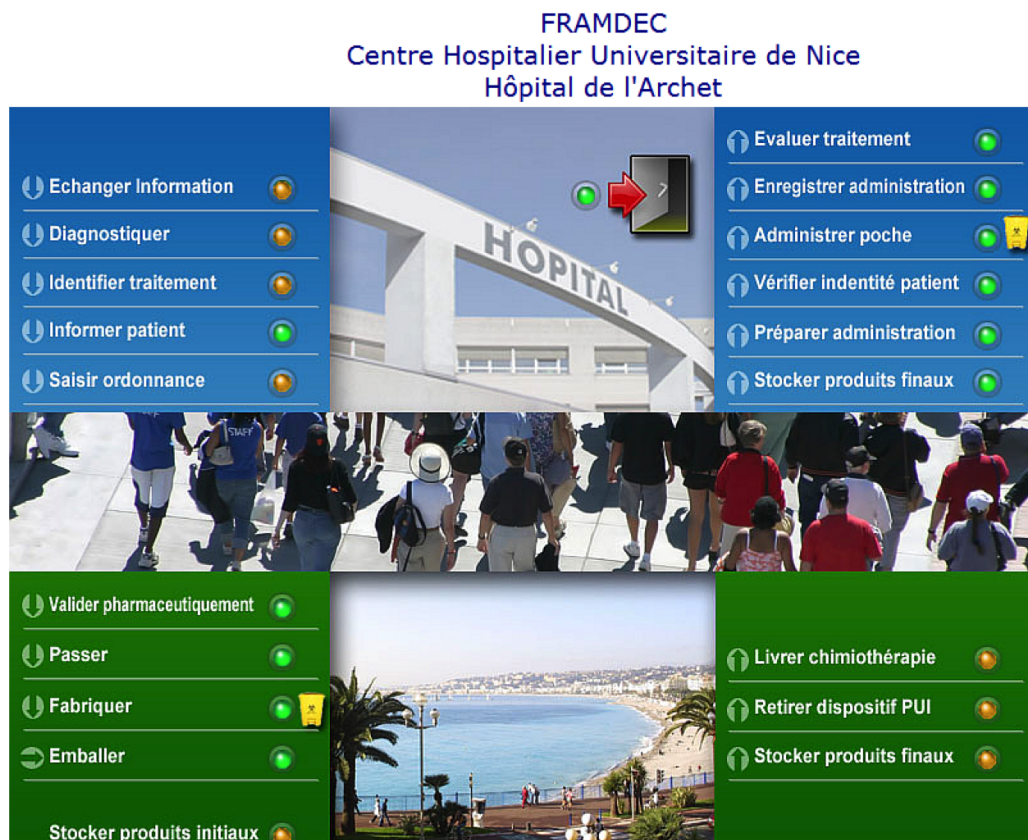 FRAMDEC
Centre Hospitalier Universitaire de Nice
Hôpital de l'Archet
Echanger Information
Diagnostiquer
Identifier traitement
Informer patient
Saisir ordonnance
HOPITAL
Evaluer traitement
Enregistrer administration
Administrer poche
Vérifier indentité patient
Préparer administration
Stocker produits finaux
STAFF
Valider pharmaceutiquement
Passer
Fabriquer
Emballer
Stocker produits initiaux
Livrer chimiothérapie
Retirer dispositif PUI
Stocker produits finaux